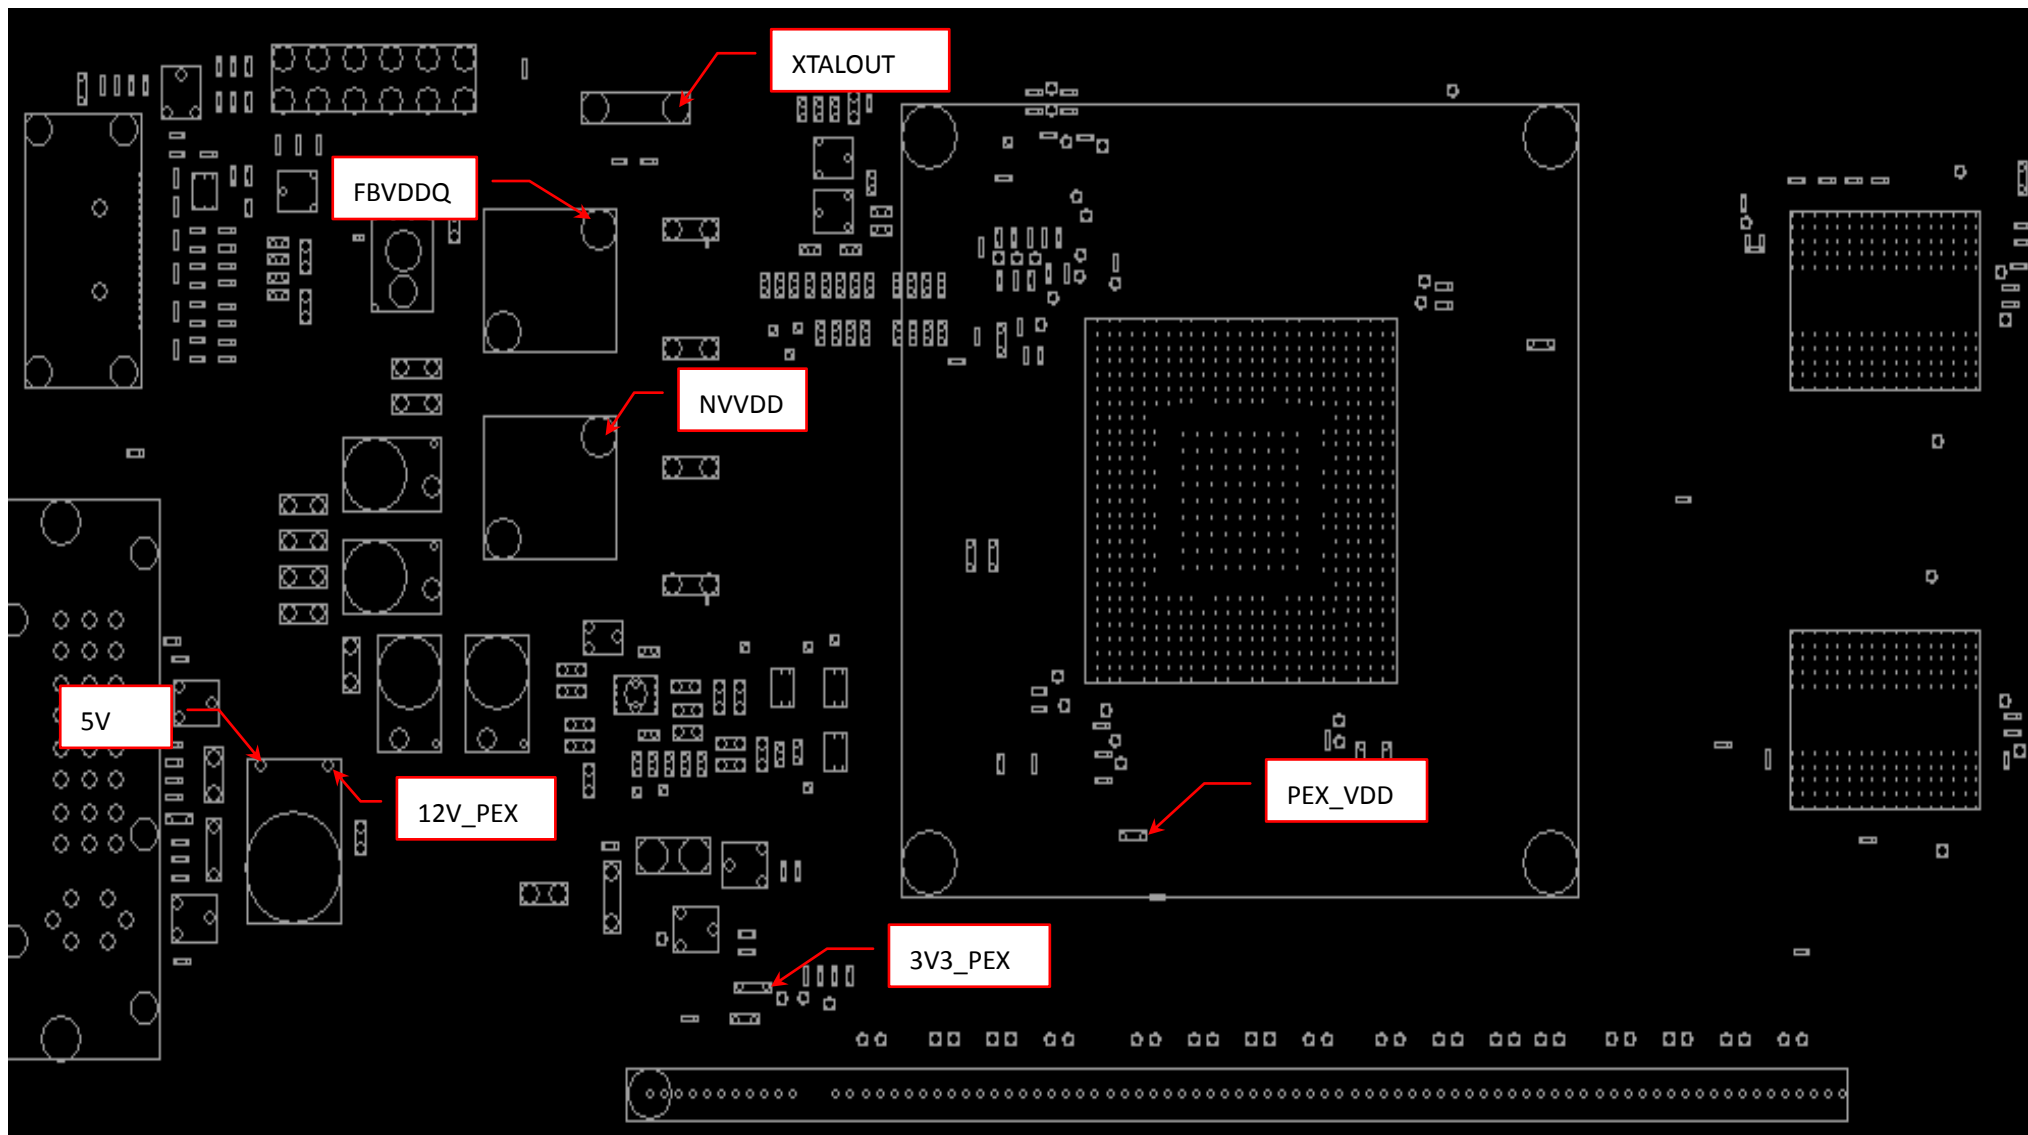 XTALOUT
FBVDDQ
NVVDD
5V
12V_PEX
PEX_VDD
3V3_PEX